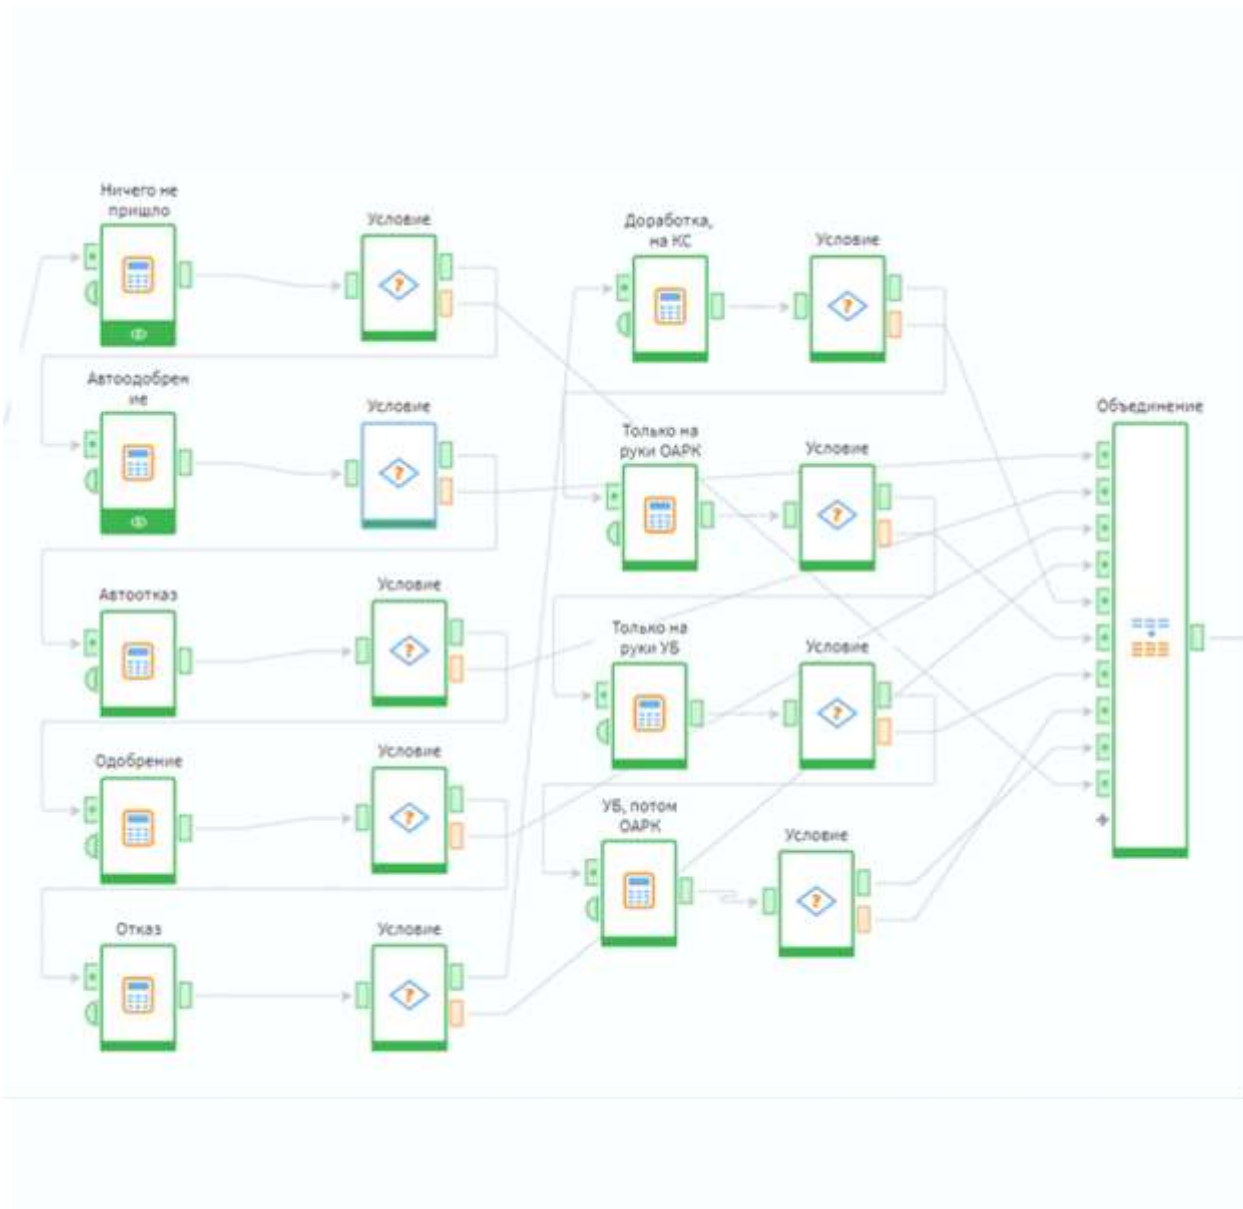 Ничего не
пришло
Условие
Доработка,
на КС
Условие
Автоодобрен
ие
Условие
Объединение
Только на
руки ОАРК
Условие
Автоотказ
Условие
Только на
руки УБ
Условие
Одобрение
Условие
УБ, потом
ОАРК
Условие
Отказ
Условие